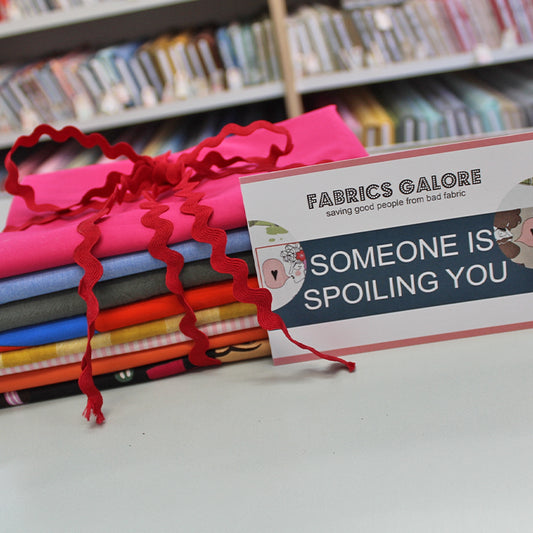 FABRICS GALORE
saving good people from bad fabric
SOMEONE IS
SPOILING YOU